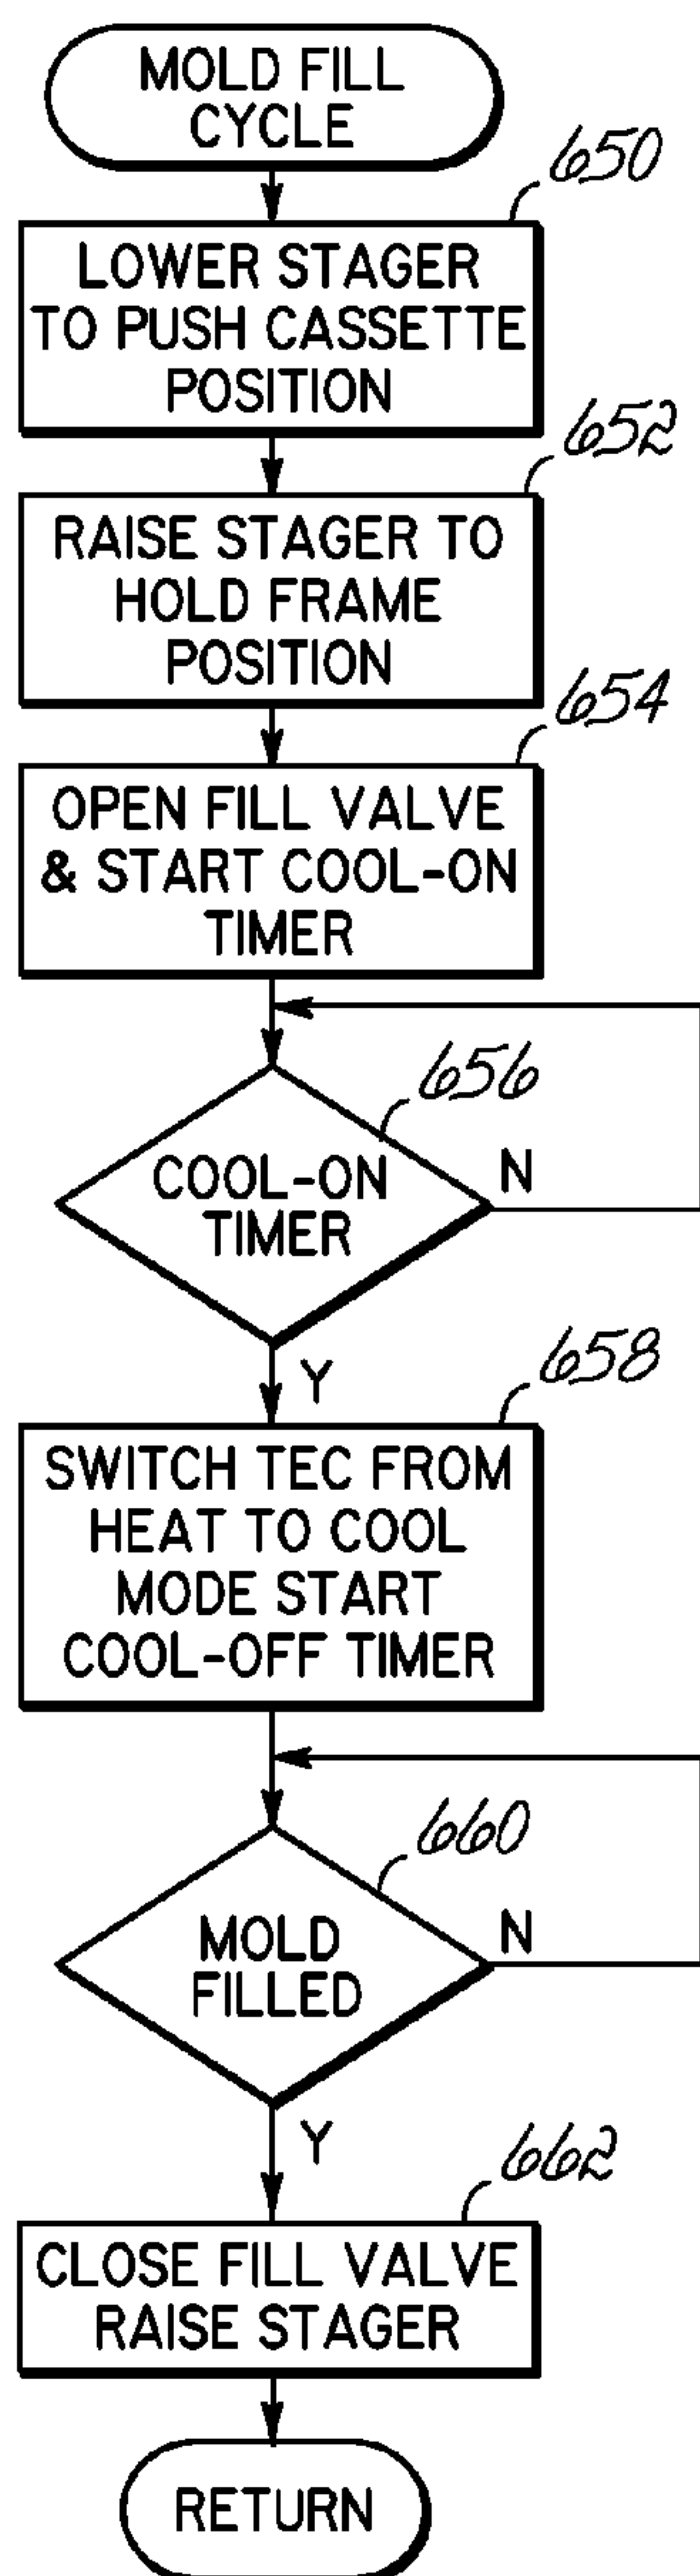 MOLD FILL
CYCLE
650
LOWER STAGER
TO PUSH CASSETTE
POSITION
652
RAISE STAGER TO
HOLD FRAME
POSITION
654
OPEN FILL VALVE
& START COOL-ON
TIMER
656
COOL-ON
TIMER
N
Y
658
SWITCH TEC FROM
HEAT TO COOL
MODE START
COOL-OFF TIMER
660
MOLD
FILLED
N
Y
662
CLOSE FILL VALVE
RAISE STAGER
RETURN